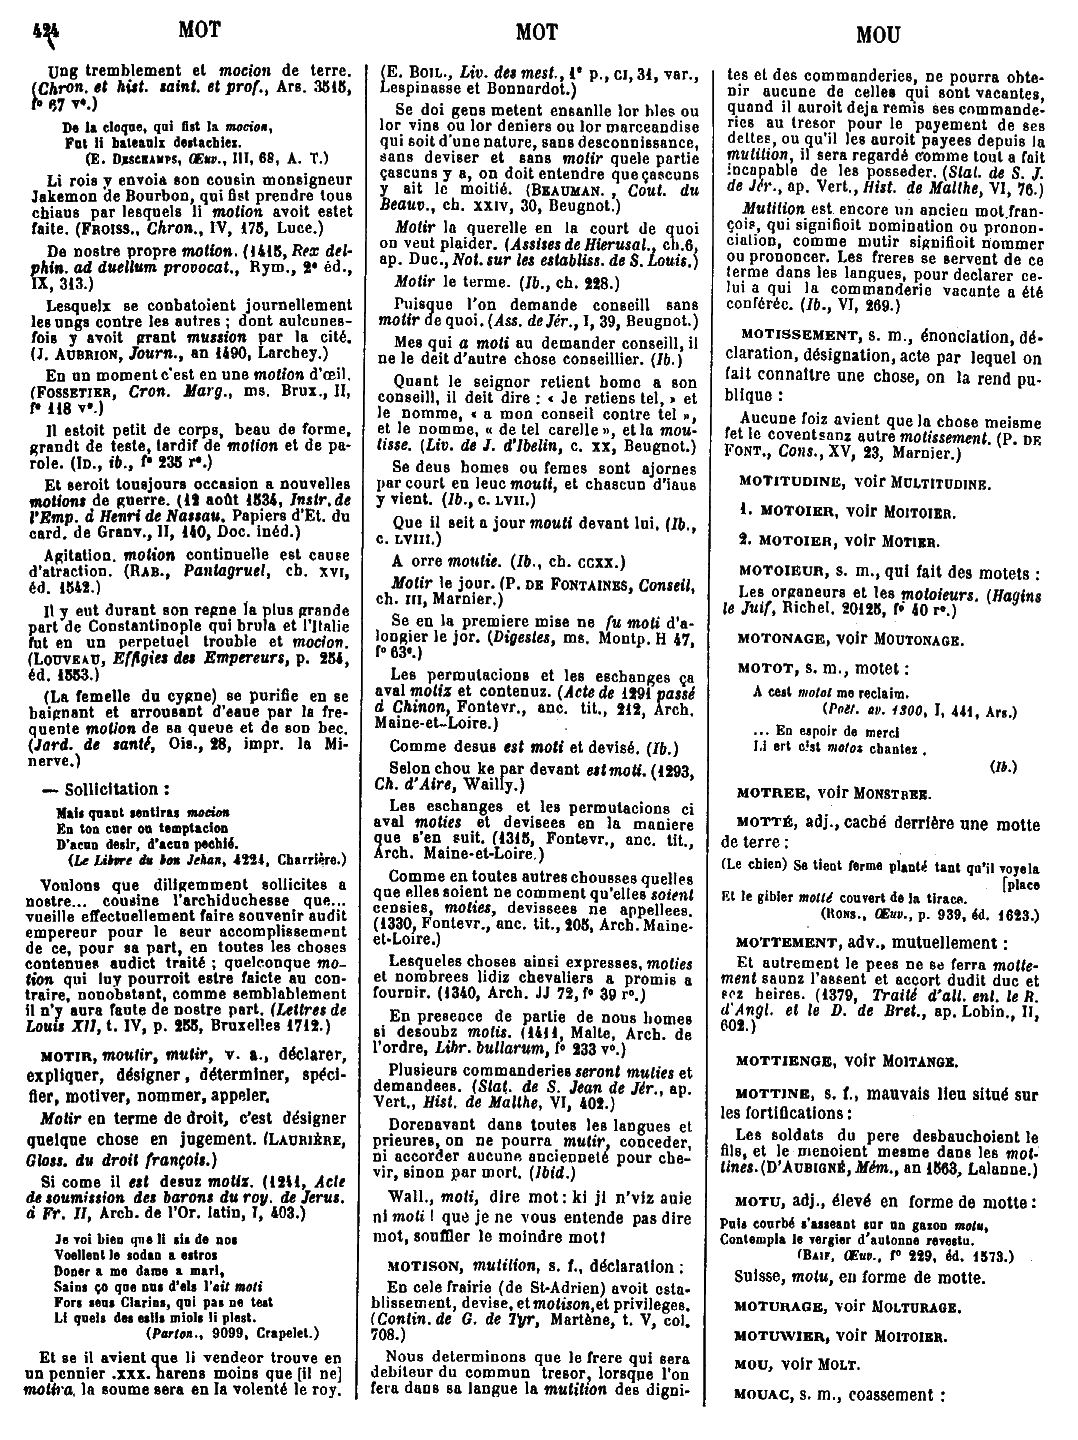 424
MOT
MOT
MOU
Ung tremblement et mocion de terre.
(Chron. et hist. saint. et prof., Ars. 3515,
f° 67 v°.)
De la cloque, qui fist la mocion,
Fut li bateaulx destachiez.
(E. DESCHAMPS, Œuv., III, 68, A. T.)
Li rois y envoia son cousin monsigneur
Jakemon de Bourbon, qui fist prendre tous
chiaus par lesquels li motion avoit estet
faite. (FROISS., Chron., IV, 175, Luce.)
De nostre propre motion. (1415, Rex del-
phin. ad duellum provocat., Rym., 2° éd.,
IX, 313.)
Lesquelx se conbatoient journellement
les ungs contre les autres ; dont aulcunes-
fois y avoit grant mussion par la cité.
(J. AUBRION, Journ., an 1490, Larchey.)
En un moment c'est en une motion d'œil.
(FOSSETIER, Cron. Marg., ms. Brux., II,
f° 118 v°.)
Il estoit petit de corps, beau de forme,
grandt de teste, tardif de motion et de pa-
role. (ID., ib., f° 235 r°.)
Et seroit tousjours occasion a nouvelles
motions de guerre. (12 août 1534, Instr. de
l'Emp. à Henri de Nassau, Papiers d'Et. du
card. de Granv., II, 140, Doc. inéd.)
Agitation, motion continuelle est cause
d'atraction. (RAB., Pantagruel, ch. XVI,
éd. 1542.)
Il y eut durant son regne la plus grande
part de Constantinople qui brula et l'Italie
fut en un perpetuel trouble et mocion.
(LOUVEAU, Effigies des Empereurs, p. 254,
éd. 1553.)
(La femelle du cygne) se purifie en se
baignant et arrousant d'eaue par la fre-
quente motion de sa queue et de son bec.
(Jard. de santé, Ois., 28, impr. la Mi-
nerve.)
— Sollicitation :
Mais quant sentiras mocion
En ton cuer ou temptacion
D'acun desir, d'acun pechié.
(Le Libvre du bon Jehan, 4224, Charrière.)
Voulons que diligemment sollicites a
nostre... cousine l'archiduchesse que...
vueille effectuellement faire souvenir audit
empereur pour le seur accomplissement
de ce, pour sa part, en toutes les choses
contenues audict traité ; quelconque mo-
tion qui luy pourroit estre faicte au con-
traire, nonobstant, comme semblablement
il n'y aura faute de nostre part. (Lettres de
Louis XII, t. IV, p. 255, Bruxelles 1712.)
MOTIR, moutir, mutir, v. a., déclarer,
expliquer, désigner, déterminer, spéci-
fier, motiver, nommer, appeler.
Motir en terme de droit, c'est désigner
quelque chose en jugement. (LAURIÈRE,
Gloss. du droit françois.)
Si come il est desuz motiz. (1241, Acte
de soumission des barons du roy. de Jerus.
à Fr. II, Arch. de l'Or. latin, I, 403.)
Je voi bien que li sis de nos
Voellent le sodan a estros
Doner a me dame a mari,
Sainz ço que nus d'els l'ait moti
Fors seus Clarins, qui pas ne test
Li quels des eslis miols li plest.
(Parton., 9099, Crapelet.)
Et se il avient que li vendeor trouve en
un pennier .XXX. harens moins que [il ne]
motira, la soume sera en la volenté le roy.
(E. BOIL., Liv. des mest., 1° p., CI, 31, var.,
Lespinasse et Bonnardot.)
Se doi gens metent ensanlle lor bles ou
lor vins ou lor deniers ou lor marceandise
qui soit d'une nature, sans desconnissance,
sans deviser et sans motir quele partie
çascuns y a, on doit entendre que çascuns
y ait le moitié. (BEAUMAN., Cout. du
Beauv., ch. XXIV, 30, Beugnot.)
Motir la querelle en la court de quoi
on veut plaider. (Assises de Hierusal., ch.6,
ap. Duc., Not. sur les establiss. de S. Louis.)
Motir le terme. (Ib., ch. 228.)
Puisque l'on demande conseill sans
motir de quoi. (Ass. de Jér., I, 39, Beugnot.)
Mes qui a moti au demander conseill, il
ne le deit d'autre chose conseillier. (Ib.)
Quant le seignor retient home a son
conseill, il deit dire : « Je retiens tel, » et
le nomme, « a mon conseil contre tel »,
et le nomme, « de tel carelle », et la mou-
tisse. (Liv. de J. d'Ibelin, c. XX, Beugnot.)
Se deus homes ou femes sont ajornes
par court en leuc mouti, et chascun d'iaus
y vient. (Ib., c. LVII.)
Que il seit a jour mouti devant lui. (Ib.,
c. LVIII.)
A orre moutie. (Ib., ch. CCXX.)
Motir le jour. (P. DE FONTAINES, Conseil,
ch. III, Marnier.)
Se en la premiere mise ne fu moti d'a-
longier le jor. (Digestes, ms. Montp. H 47,
f° 63°.)
Les permutacions et les eschanges ça
aval motiz et contenuz. (Acte de 1291 passé
à Chinon, Fontevr., anc. tit., 212, Arch.
Maine-et-Loire.)
Comme desus est moti et devisé. (Ib.)
Selon chou ke par devant est moti. (1293,
Ch. d'Aire, Wailly.)
Les eschanges et les permutacions ci
aval moties et devisees en la maniere
que s'en suit. (1315, Fontevr., anc. tit.,
Arch. Maine-et-Loire.)
Comme en toutes autres chousses quelles
que elles soient ne comment qu'elles soient
censies, moties, devissees ne appellees.
(1330, Fontevr., anc. tit., 205, Arch. Maine-
et-Loire.)
Lesqueles choses ainsi expresses, moties
et nombrees lidiz chevaliers a promis a
fournir. (1340, Arch. JJ 72, f° 39 r°.)
En presence de partie de nous homes
si desoubz motis. (1411, Malte, Arch. de
l'ordre, Libr. bullarum, f° 233 v°.)
Plusieurs commanderies seront muties et
demandees. (Stat. de S. Jean de Jér., ap.
Vert., Hist. de Malthe, VI, 402.)
Dorenavant dans toutes les langues et
prieures, on ne pourra mutir, conceder,
ni accorder aucune ancienneté pour che-
vir, sinon par mort. (Ibid.)
Wall., moti, dire mot : ki ji n'viz auie
ni moti ! que je ne vous entende pas dire
mot, souffler le moindre mot !
MOTISON, mutition, s. f., déclaration :
En cele frairie (de St-Adrien) avoit esta-
blissement, devise, et motison,et privileges.
(Contin. de G. de Tyr, Martène, t. V, col.
708.)
Nous determinons que le frere qui sera
debiteur du commun tresor, lorsque l'on
fera dans sa langue la mutition des digni-
tes et des commanderies, ne pourra obte-
nir aucune de celles qui sont vacantes,
quand il auroit deja remis ses commande-
ries au tresor pour le payement de ses
dettes, ou qu'il les auroit payees depuis la
mutition, il sera regardé comme tout a fait
incapable de les posseder. (Stat. de S. J.
de Jér., ap. Vert., Hist. de Malthe, VI, 76.)
Mutition est encore un ancien mot fran-
çois, qui signifioit nomination ou pronon-
ciation, comme mutir signifioit nommer
ou prononcer. Les freres se servent de ce
terme dans les langues, pour declarer ce-
lui a qui la commanderie vacante a été
conférée. (Ib., VI, 269.)
MOTISSEMENT, s. m., énonciation, dé-
claration, désignation, acte par lequel on
fait connaître une chose, on la rend pu-
blique :
Aucune foiz avient que la chose meisme
fet le covent sanz autre motissement. (P. DE
FONT., Cons., XV, 23, Marnier.)
MOTITUDINE, voir MULTITUDINE.
1. MOTOIER, voir MOITOIER.
2. MOTOIER, voir MOTIER.
MOTOIEUR, s. m., qui fait des motets :
Les organeurs et les motoieurs. (Hagins
le Juif, Richel. 20125, f° 40 r°.)
MOTONAGE, voir MOUTONAGE.
MOTOT, s. m., motet :
A cest motot me reclaim.
(Poët. av. 1300, I, 441, Ars.)
... En espoir de merci
Li ert cist motos chantez.
(Ib.)
MOTREE, voir MONSTREE.
MOTTÉ, adj., caché derrière une motte
de terre :
(Le chien) Se tient ferme planté tant qu'il voye la
[place
Et le gibier motté couvert de la tirace.
(RONS., Œuv., p. 939, éd. 1623.)
MOTTEMENT, adv., mutuellement :
Et autrement le pees ne se ferra motte-
ment saunz l'assent et accort dudit duc et
sez heires. (1379, Traité d'all. ent. le R.
d'Angl. et le D. de Bret., ap. Lobin., II,
602.)
MOTTIENGE, voir MOITANGE.
MOTTINE, s. f., mauvais lieu situé sur
les fortifications :
Les soldats du pere desbauchoient le
fils, et le menoient mesme dans les mot-
tines. (D'AUBIGNÉ, Mém., an 1563, Lalanne.)
MOTU, adj., élevé en forme de motte :
Puis courbé s'asseant sur un gazon motu,
Contempla le vergier d'autonne revestu.
(BAIF, Œuv., f° 229, éd. 1573.)
Suisse, motu, en forme de motte.
MOTURAGE, voir MOLTURAGE.
MOTUWIER, voir MOITOIER.
MOU, voir MOLT.
MOUAC, s. m., coassement :